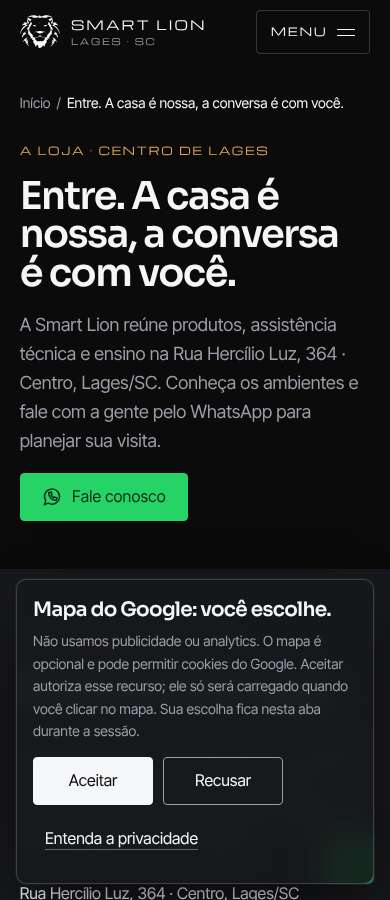 SMART LION
LAGES · SC
MENU
Início / Entre. A casa é nossa, a conversa é com você.
A LOJA · CENTRO DE LAGES
Entre. A casa é
nossa, a conversa
é com você.
A Smart Lion reúne produtos, assistência
técnica e ensino na Rua Hercílio Luz, 364 ·
Centro, Lages/SC. Conheça os ambientes e
fale com a gente pelo WhatsApp para
planejar sua visita.
Fale conosco
Mapa do Google: você escolhe.
Não usamos publicidade ou analytics. O mapa é
opcional e pode permitir cookies do Google. Aceitar
autoriza esse recurso; ele só será carregado quando
você clicar no mapa. Sua escolha fica nesta aba
durante a sessão.
Aceitar
Recusar
Entenda a privacidade
Rua Hercílio Luz, 364 · Centro, Lages/SC